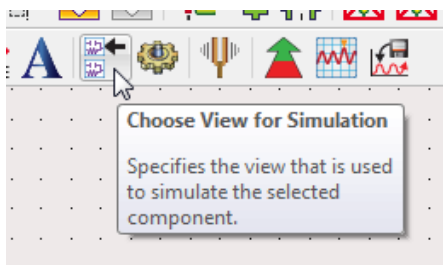 A
Choose View for Simulation
Specifies the view that is used
to simulate the selected
component.